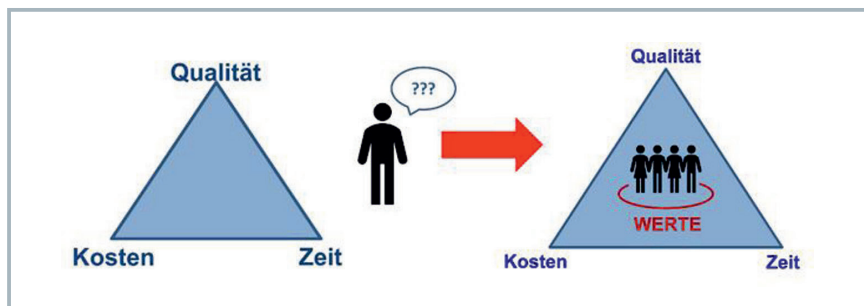 Qualität
???
Kosten
Zeit
Qualität
WERTE
Kosten
Zeit